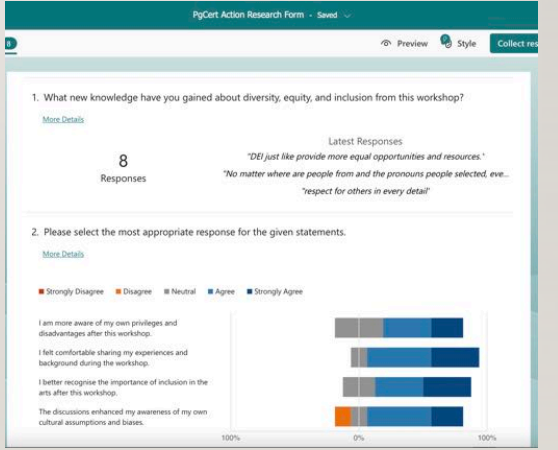 PgCert Action Research Form - Saved
8
Preview
Style
Collect res
1. What new knowledge have you gained about diversity, equity, and inclusion from this workshop?
More Details
8
Responses
Latest Responses
"DEI just like provide more equal opportunities and resources."
"No matter where are people from and the pronouns people selected, eve...
"respect for others in every detail"
2. Please select the most appropriate response for the given statements.
More Details
Strongly Disagree Disagree Neutral Agree Strongly Agree
I am more aware of my own privileges and
disadvantages after this workshop.
I felt comfortable sharing my experiences and
background during the workshop.
I better recognise the importance of inclusion in the
arts after this workshop.
The discussions enhanced my awareness of my own
cultural assumptions and biases.
100% 0% 100%